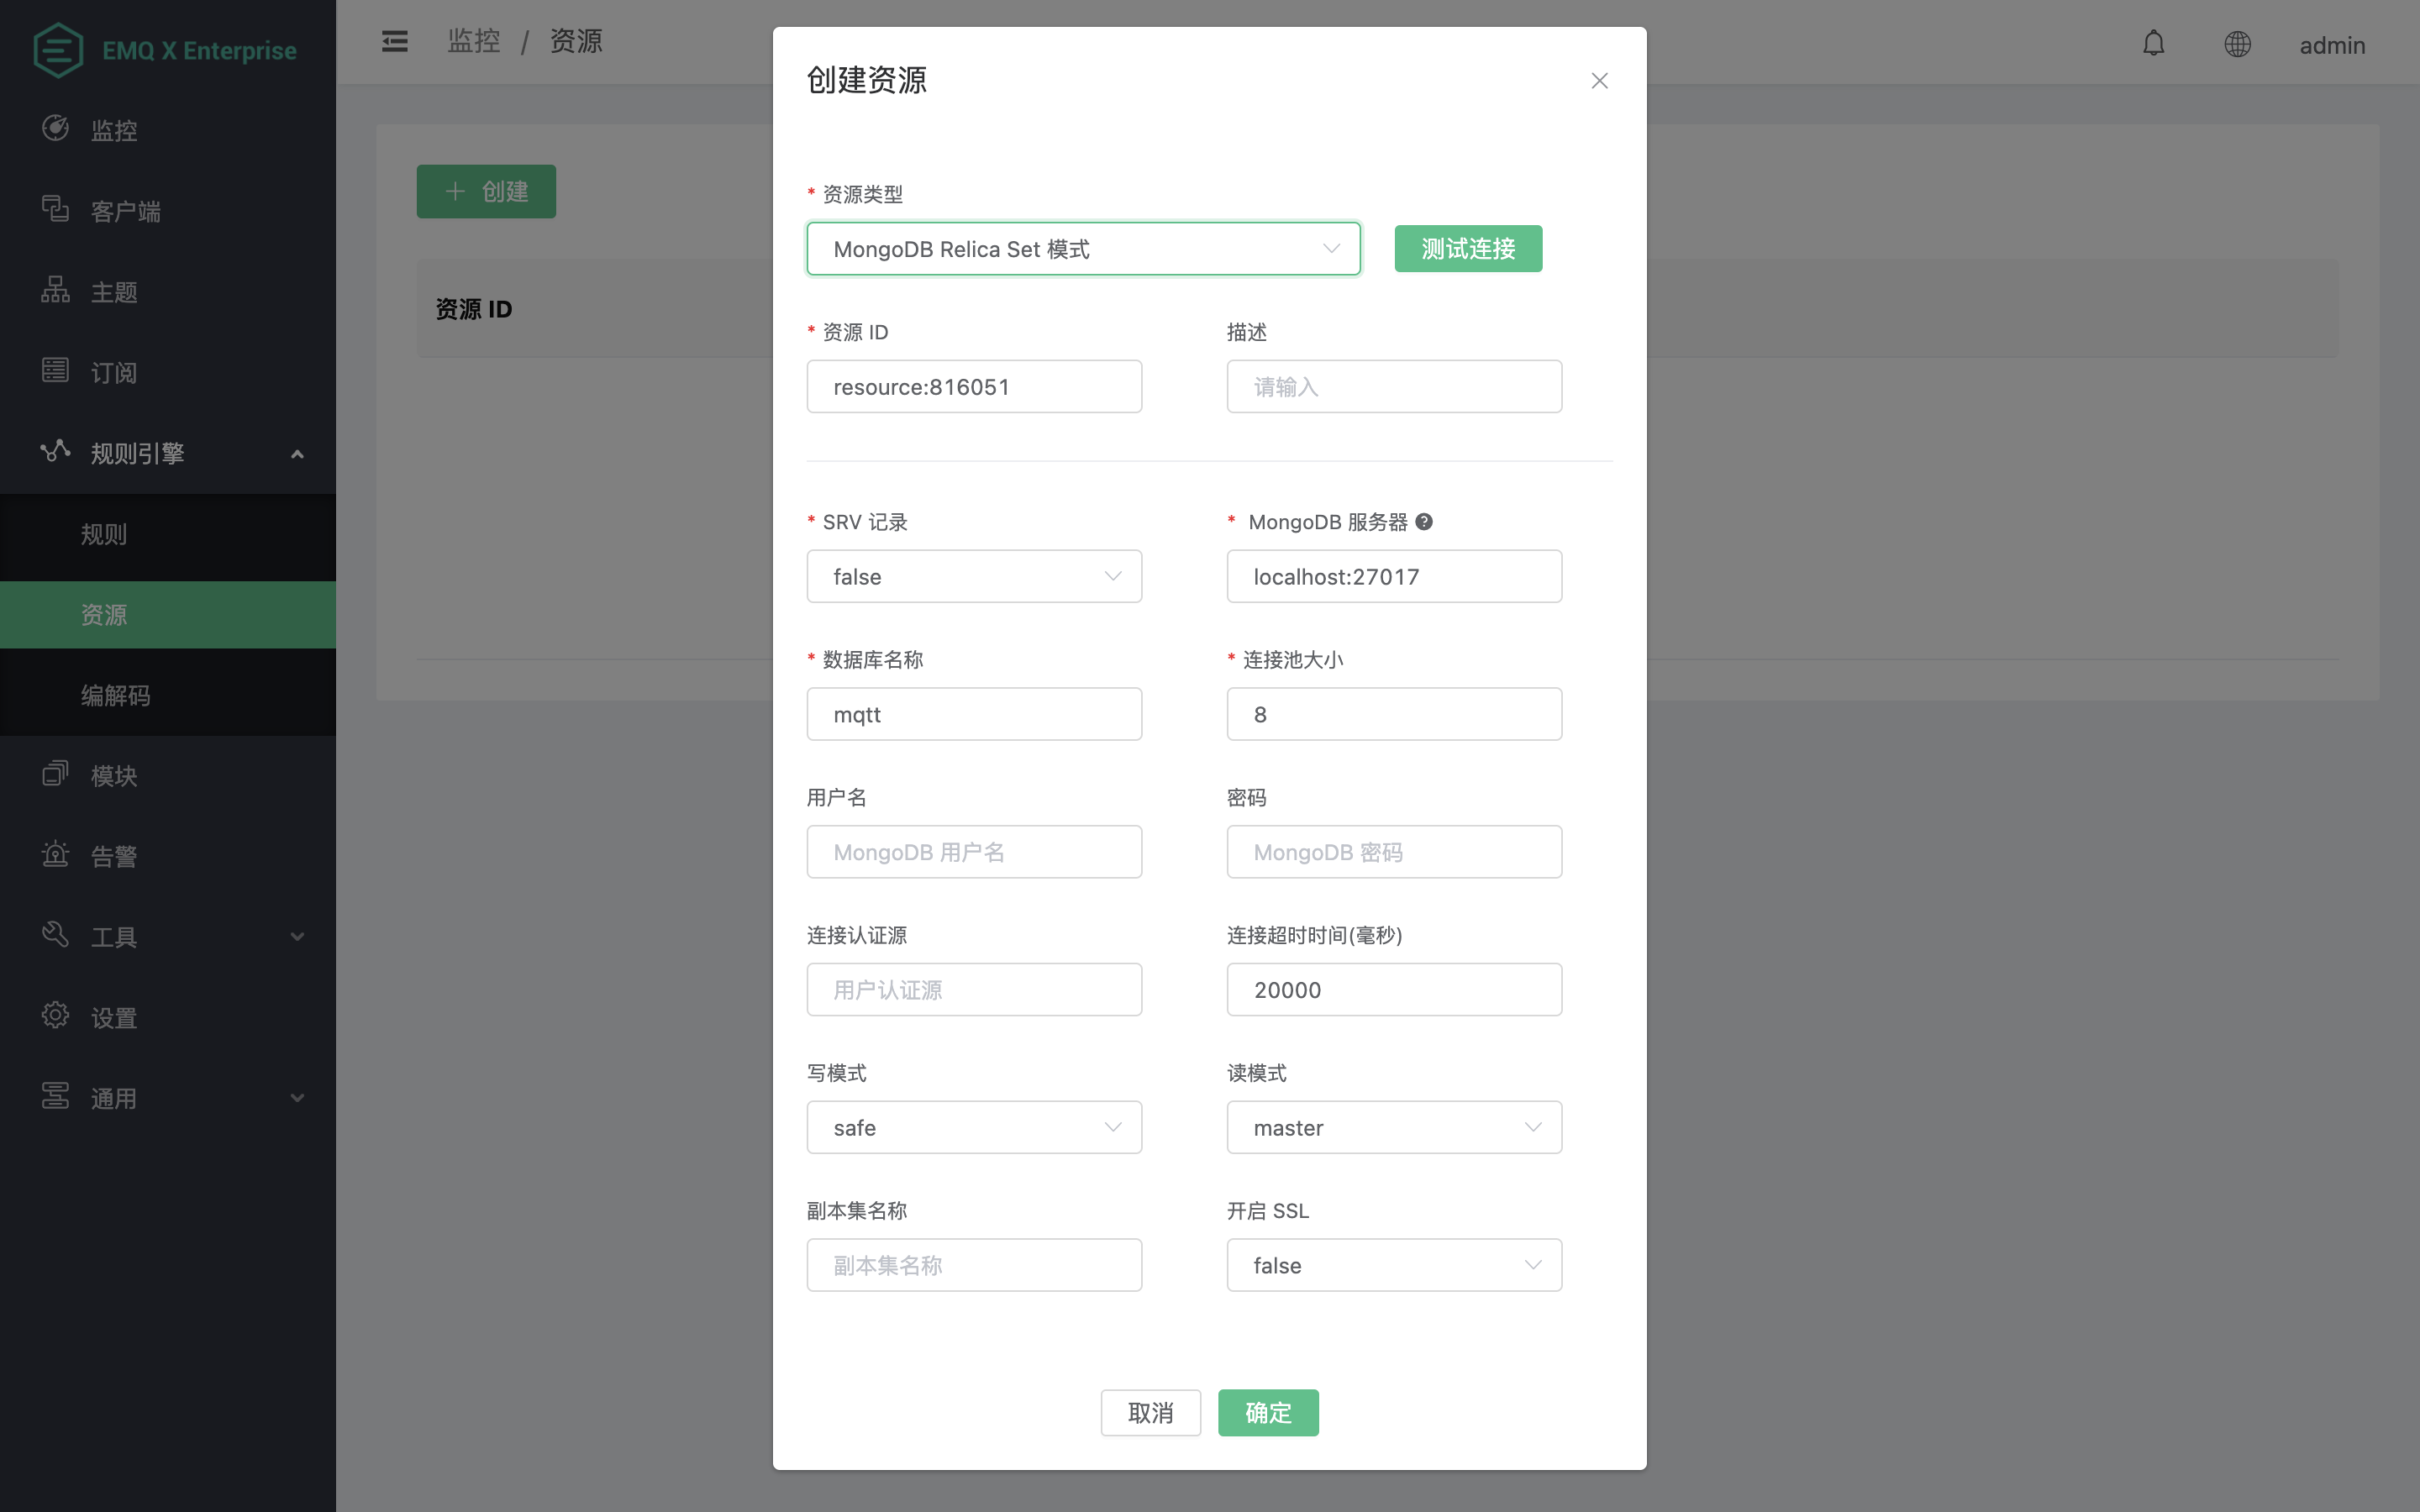 EMQ X Enterprise
监控
客户端
主题
订阅
规则引擎
规则
资源
编解码
模块
告警
工具
设置
通用
监控 / 资源
admin
创建
资源 ID
创建资源
* 资源类型
MongoDB Relica Set 模式
测试连接
* 资源 ID
描述
resource:816051
请输入
* SRV 记录
* MongoDB 服务器
false
localhost:27017
* 数据库名称
* 连接池大小
mqtt
8
用户名
密码
MongoDB 用户名
MongoDB 密码
连接认证源
连接超时时间(毫秒)
用户认证源
20000
写模式
读模式
safe
master
副本集名称
开启 SSL
副本集名称
false
取消
确定